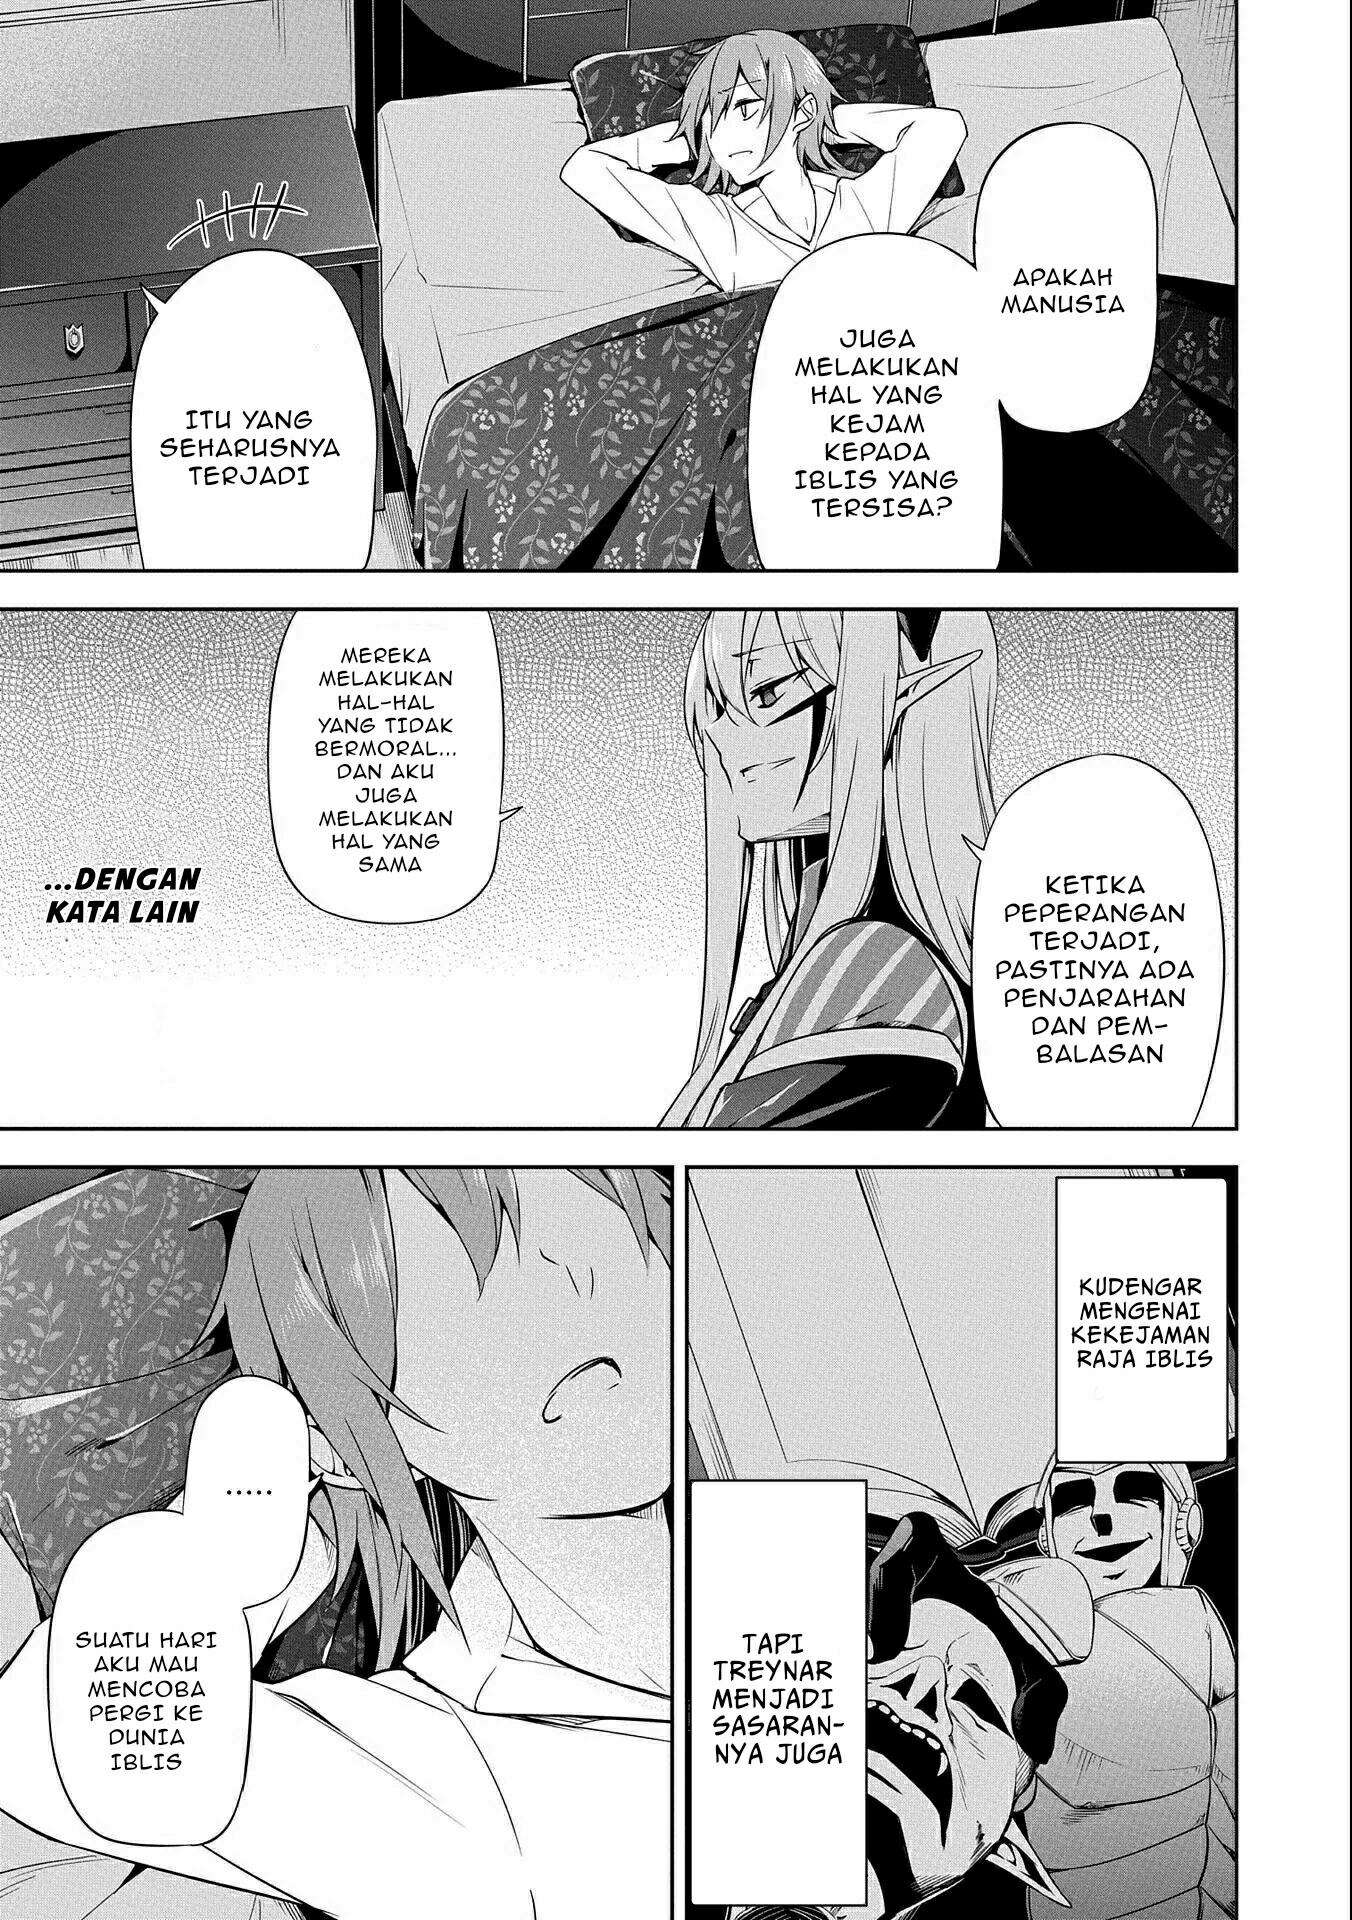 APAKAH
MANUSIA
JUGA
MELAKUKAN
HAL YANG
KEJAM
KEPADA
IBLIS YANG
TERSISA?
ITU YANG
SEHARUSNYA
TERJADI
KETIKA
PEPERANGAN
TERJADI,
PASTINYA ADA
PENJARAHAN
DAN PEM-
BALASAN
MEREKA
MELAKUKAN
HAL-HAL
YANG TIDAK
BERMORAL...
DAN AKU
JUGA
MELAKUKAN
HAL YANG
SAMA
...DENGAN
KATA LAIN
KUDENGAR
MENGENAI
KEKEJAMAN
RAJA IBLIS
TAPI
TREYNAR
MENJADI
SASARAN-
NYA JUGA
.....
SUATU HARI
AKU MAU
MENCOBA
PERGI KE
DUNIA
IBLIS